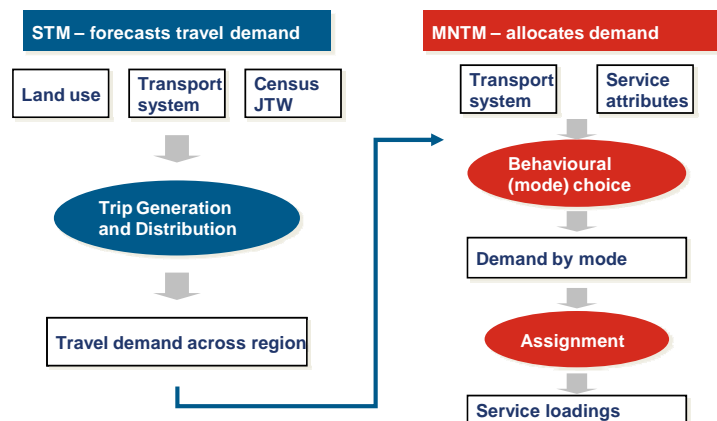 STM – forecasts travel demand
Land use
Transport
system
Census
JTW
Trip Generation
and Distribution
Travel demand across region
MNTM – allocates demand
Transport
system
Service
attributes
Behavioural
(mode) choice
Demand by mode
Assignment
Service loadings